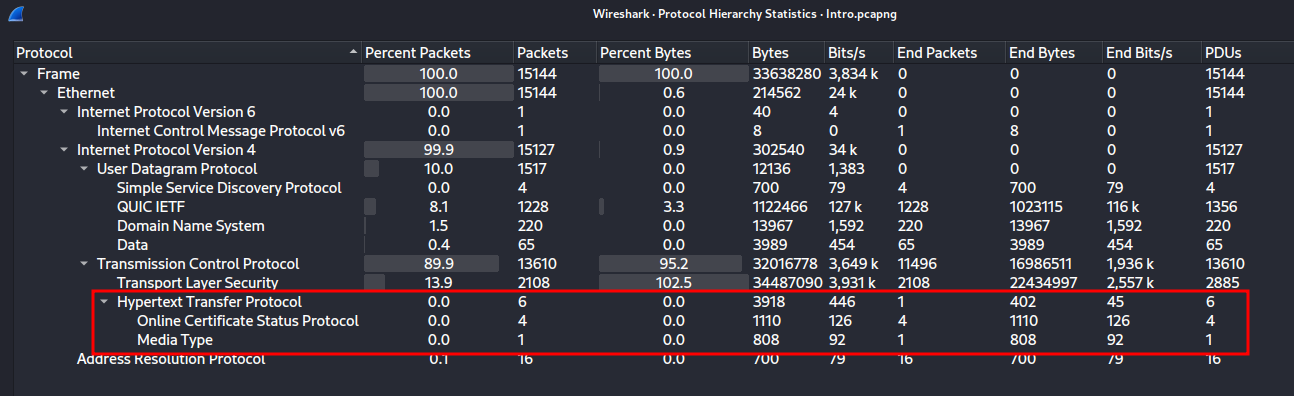 Wireshark · Protocol Hierarchy Statistics · Intro.pcapng
Protocol Percent Packets Packets Percent Bytes Bytes Bits/s End Packets End Bytes End Bits/s PDUs
Frame 100.0 15144 100.0 33638280 3,834 k 0 0 0 15144
Ethernet 100.0 15144 0.6 214562 24 k 0 0 0 15144
Internet Protocol Version 6 0.0 1 0.0 40 4 0 0 0 1
Internet Control Message Protocol v6 0.0 1 0.0 8 0 1 8 0 1
Internet Protocol Version 4 99.9 15127 0.9 302540 34 k 0 0 0 15127
User Datagram Protocol 10.0 1517 0.0 12136 1,383 0 0 0 1517
Simple Service Discovery Protocol 0.0 4 0.0 700 79 4 700 79 4
QUIC IETF 8.1 1228 3.3 1122466 127 k 1228 1023115 116 k 1356
Domain Name System 1.5 220 0.0 13967 1,592 220 13967 1,592 220
Data 0.4 65 0.0 3989 454 65 3989 454 65
Transmission Control Protocol 89.9 13610 95.2 32016778 3,649 k 11496 16986511 1,936 k 13610
Transport Layer Security 13.9 2108 102.5 34487090 3,931 k 2108 22434997 2,557 k 2885
Hypertext Transfer Protocol 0.0 6 0.0 3918 446 1 402 45 6
Online Certificate Status Protocol 0.0 4 0.0 1110 126 4 1110 126 4
Media Type 0.0 1 0.0 808 92 1 808 92 1
Address Resolution Protocol 0.1 16 0.0 700 79 16 700 79 16